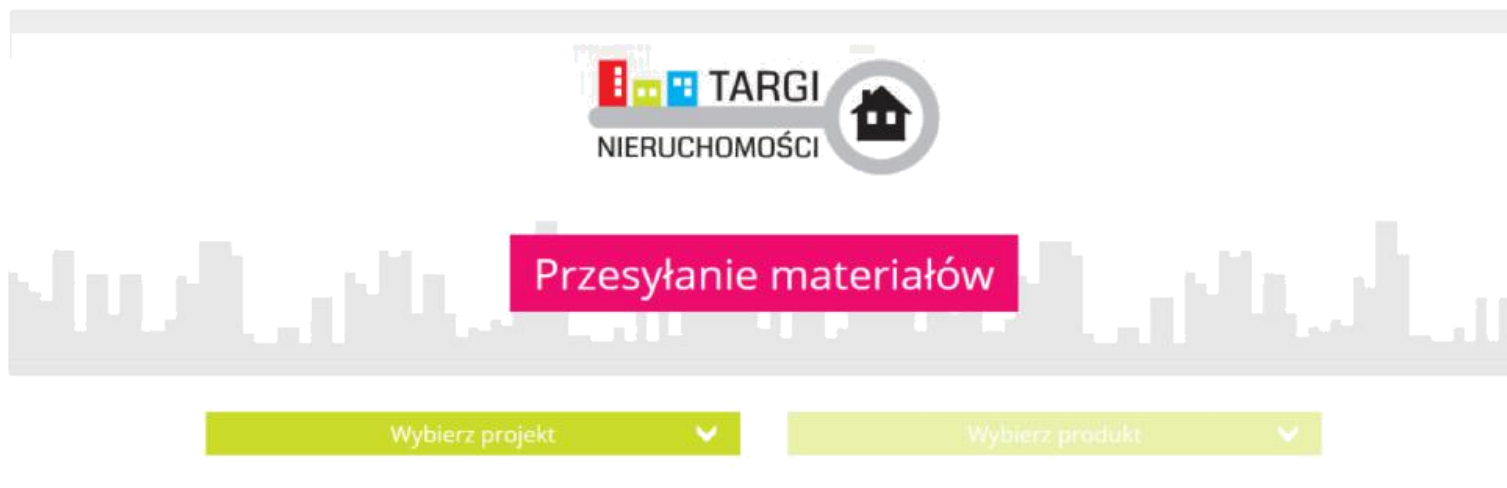 TARGI
NIERUCHOMOŚCI
Przesyłanie materiałów
Wybierz projekt
Wybierz produkt